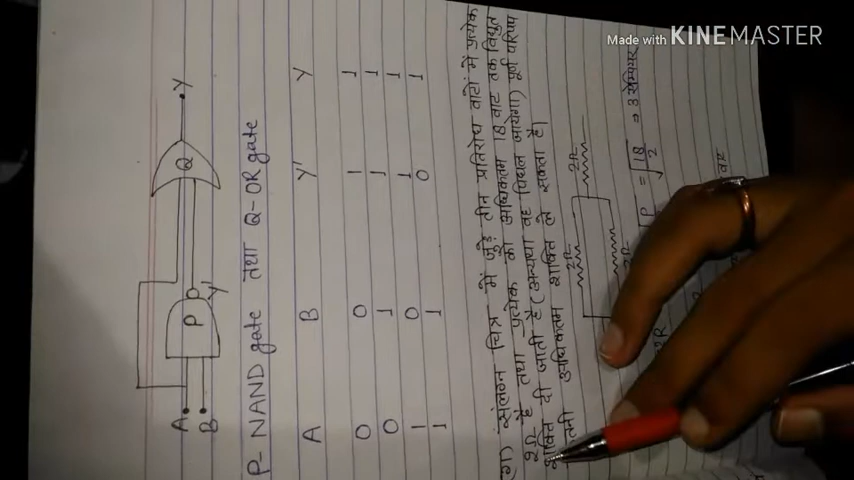 Made with KINEMASTER
A
B
P
Y'
Q
Y
P- NAND gate तथा Q-OR gate
A B Y' Y
0 0 1 1
0 1 1 1
1 0 1 1
1 1 0 1
(ग) संलग्न चित्र में जुड़े तीन प्रतिरोध वाटों में प्रत्येक
2Ω है तथा प्रत्येक को अधिकतम 18 वाट तक विद्युत
शक्ति दी जाती है (अन्यथा वह पिघल जायेगा) पूर्ण परिपथ
कितनी अधिकतम शक्ति ले सकता है।
2Ω
2Ω
2Ω
P = √18/2 ⇒ 3 ऐम्पियर